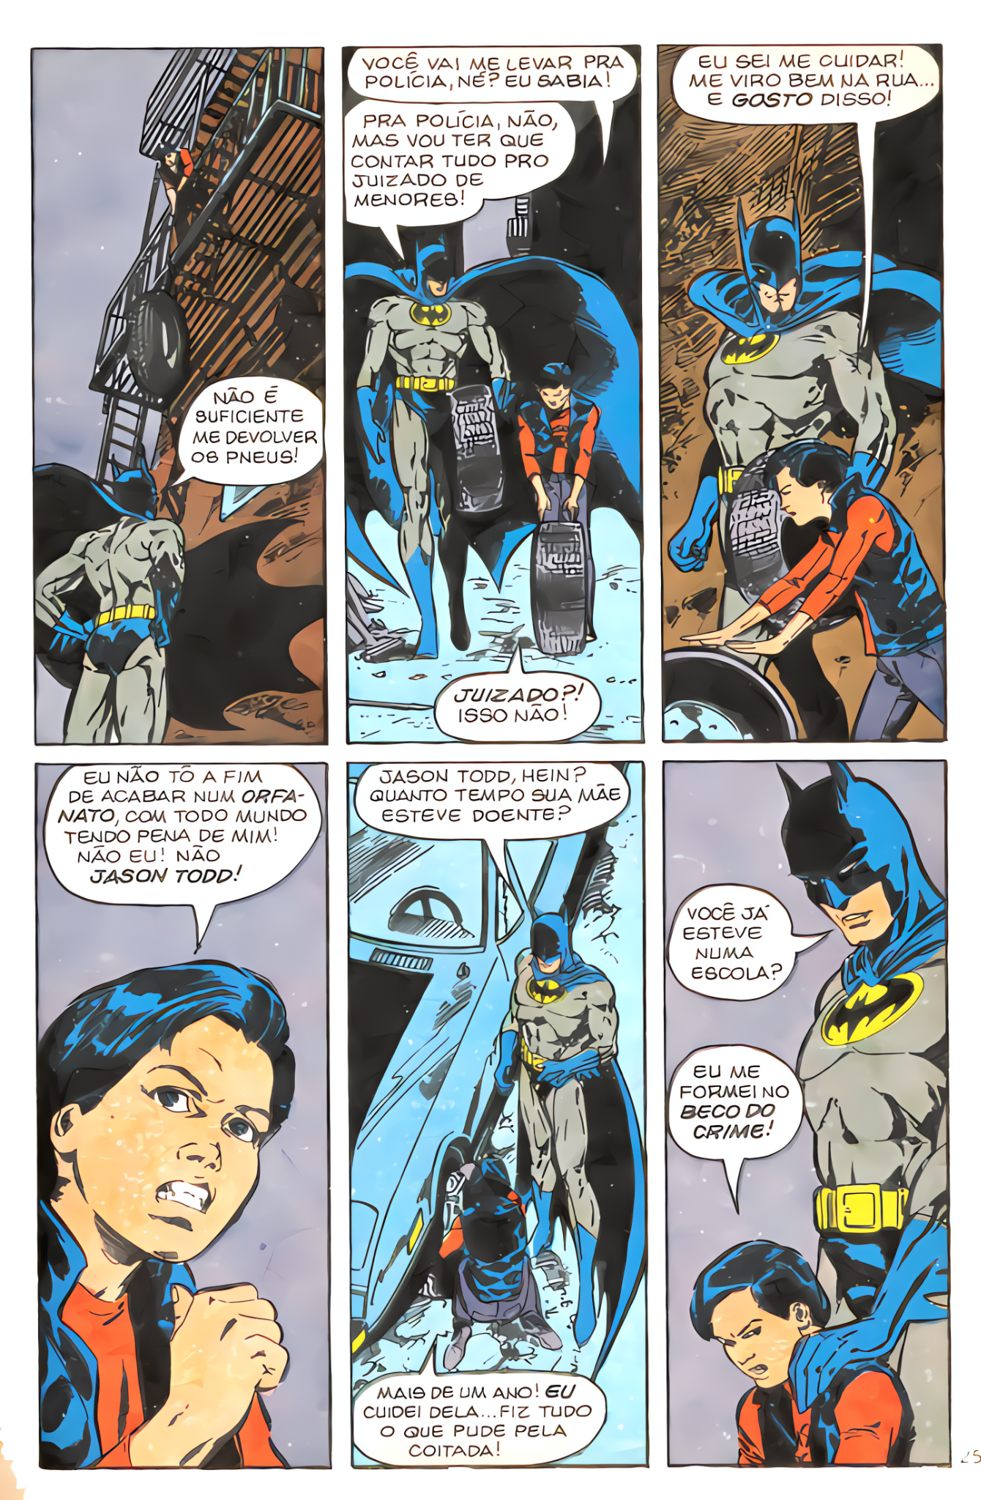 NÃO É
SUFICIENTE
ME DEVOLVER
OS PNEUS!
VOCÊ VAI ME LEVAR PRA
POLÍCIA, NÉ? EU SABIA!
PRA POLÍCIA, NÃO,
MAS VOU TER QUE
CONTAR TUDO PRO
JUIZADO DE
MENORES!
JUIZADO?!
ISSO NÃO!
EU SEI ME CUIDAR!
ME VIRO BEM NA RUA...
E GOSTO DISSO!
EU NÃO TÔ A FIM
DE ACABAR NUM ORFA-
NATO, COM TODO MUNDO
TENDO PENA DE MIM!
NÃO EU! NÃO
JASON TODD!
JASON TODD, HEIN?
QUANTO TEMPO SUA MÃE
ESTEVE DOENTE?
MAIS DE UM ANO! EU
CUIDEI DELA...FIZ TUDO
O QUE PUDE PELA
COITADA!
VOCÊ JÁ
ESTEVE
NUMA
ESCOLA?
EU ME
FORMEI NO
BECO DO
CRIME!
25